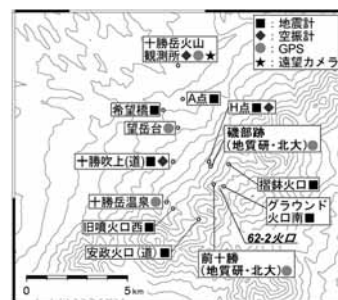 ■：地震計
◆：空振計
●：GPS
★：遠望カメラ
十勝岳火山
観測所◆●★
A点■
希望橋■
H点■◆
望岳台●
磯部跡
(地質研・北大)●
十勝吹上(道)■◆
摺鉢火口■
十勝岳温泉●
グラウンド
火口南■
旧噴火口西■
62-2火口
安政火口(道)■
前十勝
(地質研・北大)●
0
5
km